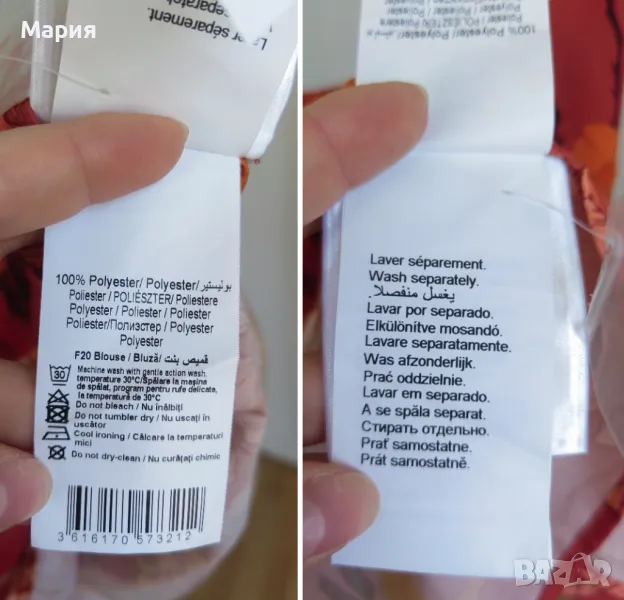 Мария
Laver séparement.
100% Polyester/ Polyester/بوليستير
Poliester / POLIÉSZTER/ Poliestere
Polyester / Poliester / Poliester
Poliester/Полиэстер / Polyester
Polyester
F20 Blouse / Bluză/ قميص بنت
30 Machine wash with gentle action wash.
temperature 30°C/Spălare la mașina
de spălat, program pentru rufe delicate,
la temperatura de 30°C
Do not bleach / Nu înălbiți
Do not tumbler dry / Nu uscați în
uscător
Cool ironing / Călcare la temperaturi
mici
Do not dry-clean / Nu curățați chimic
3 616170 573212
100% Polyester/ Polyester/
Laver séparement.
Wash separately.
يغسل منفصلا.
Lavar por separado.
Elkülönítve mosandó.
Lavare separatamente.
Was afzonderlijk.
Prać oddzielnie.
Lavar em separado.
A se spăla separat.
Стирать отдельно.
Prať samostatne.
Prát samostatně.
BAZAR